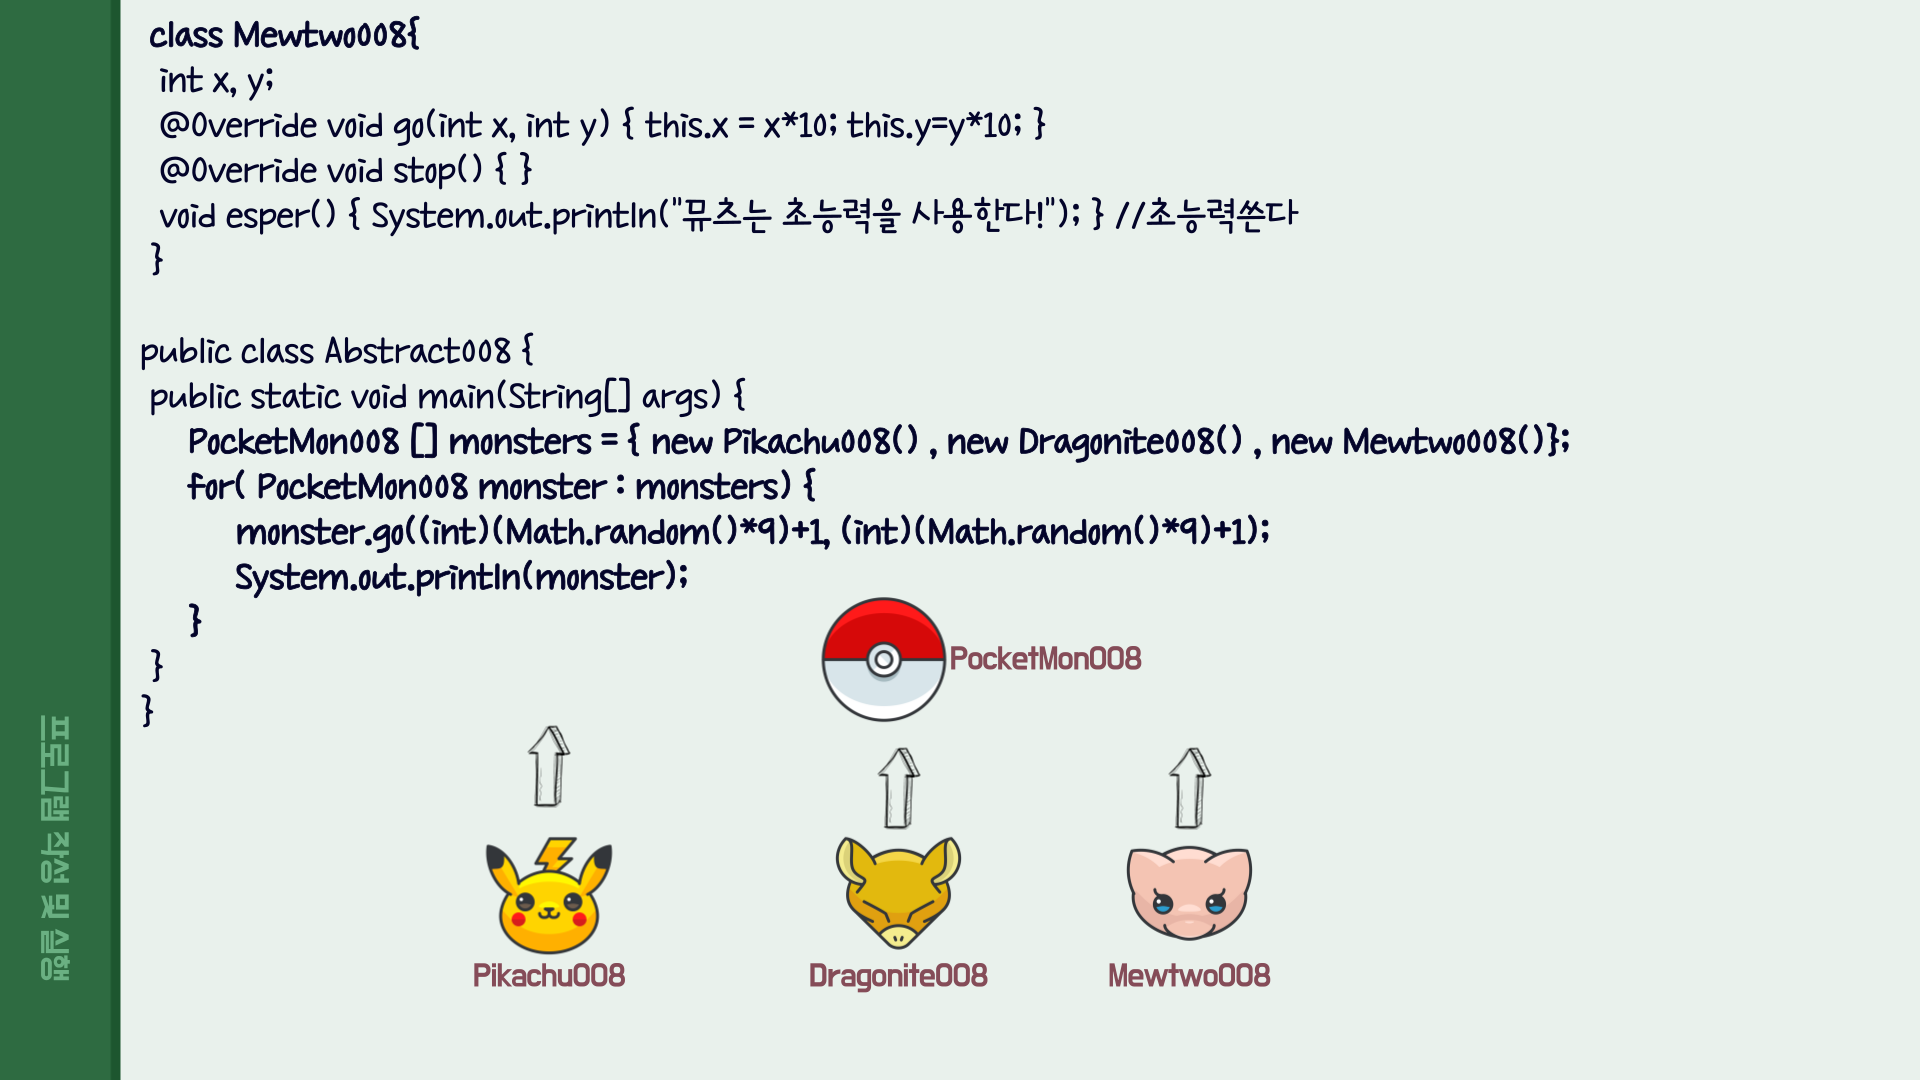 class Mewtwo008{
int x, y;
@Override void go(int x, int y) { this.x = x*10; this.y=y*10; }
@Override void stop() { }
void esper() { System.out.println("뮤츠는 초능력을 사용한다!"); } //초능력쓴다
}
public class Abstract008 {
public static void main(String[] args) {
PocketMon008 [] monsters = { new Pikachu008() , new Dragonite008() , new Mewtwo008()};
for( PocketMon008 monster : monsters) {
monster.go((int)(Math.random()*9)+1, (int)(Math.random()*9)+1);
System.out.println(monster);
}
}
}
PocketMon008
Pikachu008
Dragonite008
Mewtwo008
프로그램 작성 및 실행